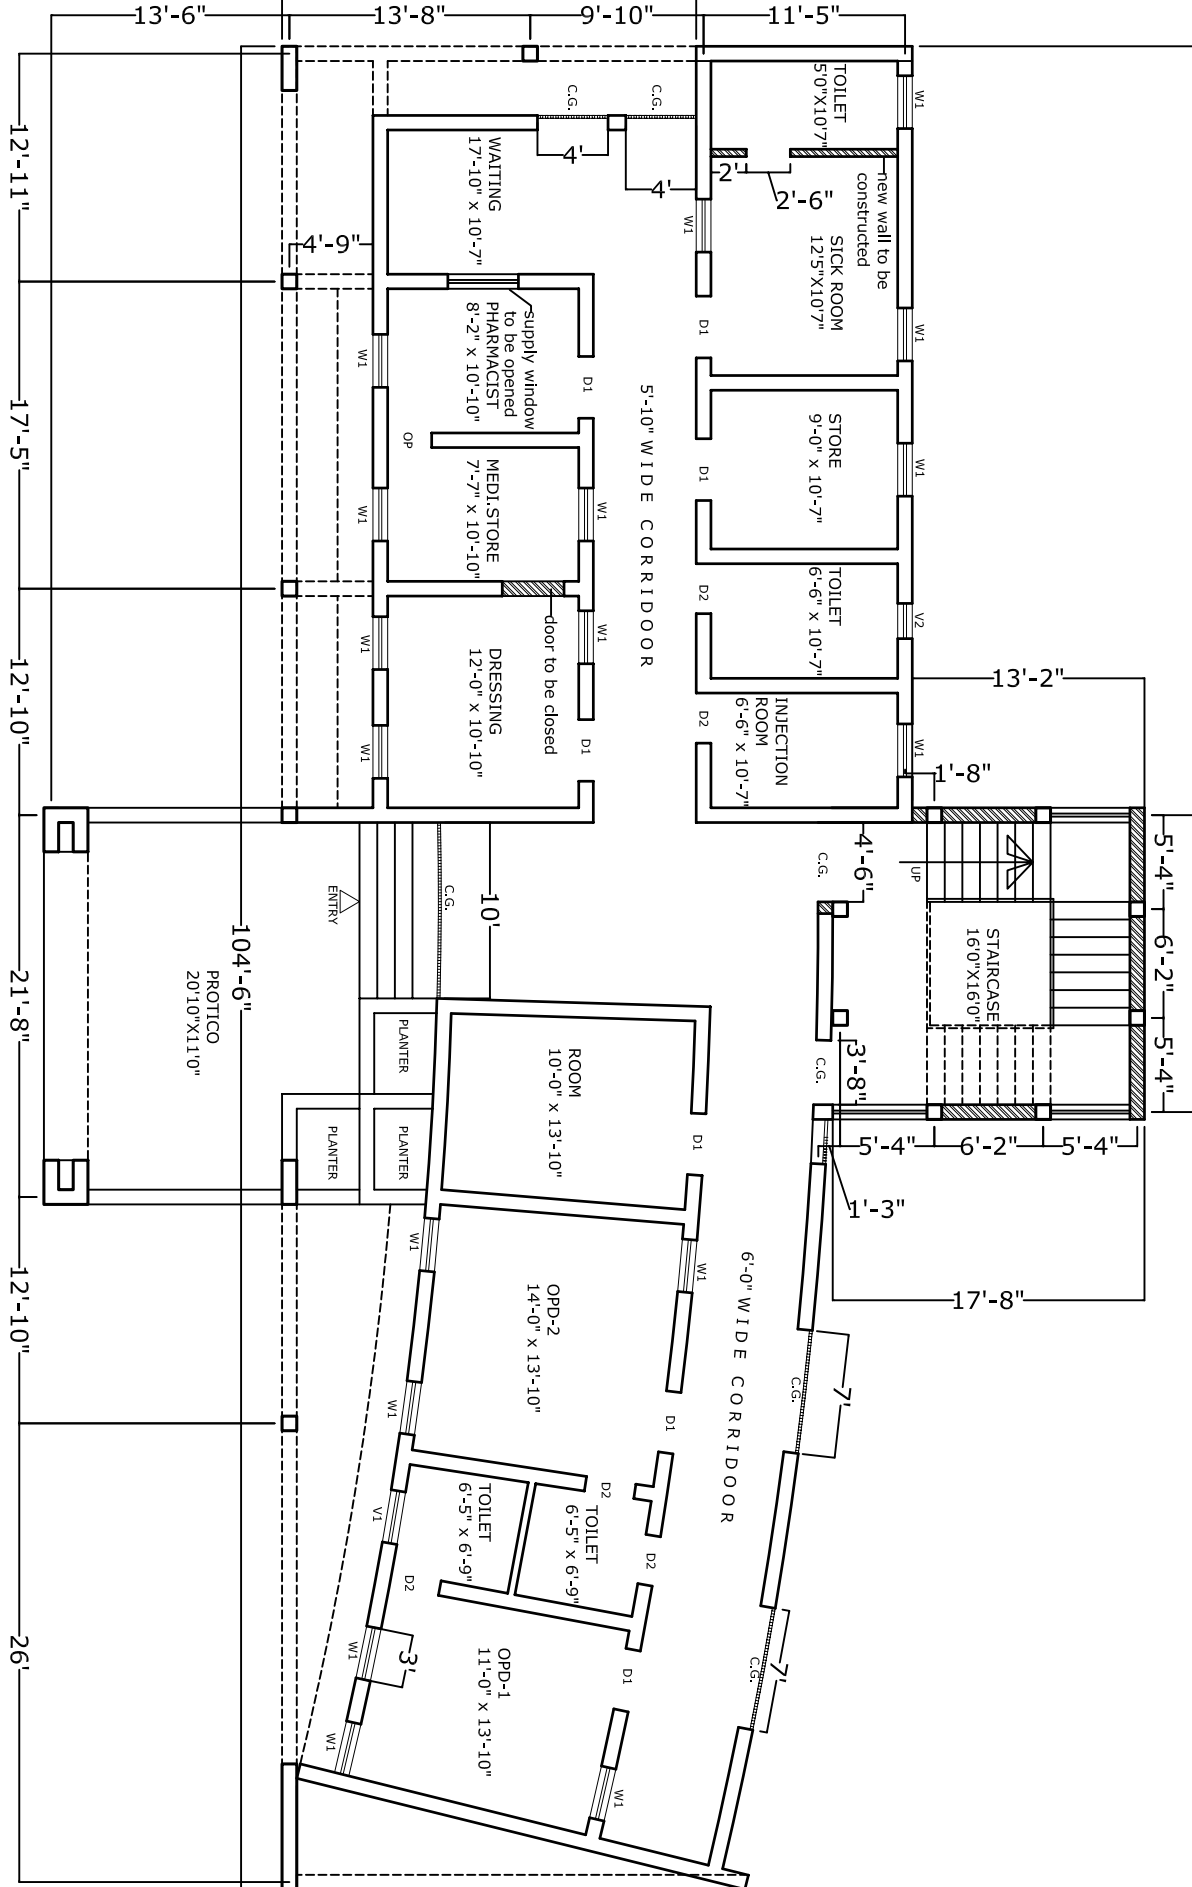 13'-6"
13'-8"
9'-10"
11'-5"
12'-11"
17'-5"
12'-10"
21'-8"
12'-10"
26'
104'-6"
TOILET
5'0"X10'7"
W1
C.G.
C.G.
4'
4'
2'
2'-6"
new wall to be
constructed
WAITING
17'-10" x 10'-7"
4'-9"
W1
SICK ROOM
12'5"X10'7"
W1
D1
supply window
to be opened
PHARMACIST
8'-2" x 10'-10"
W1
D1
OP
5'-10" WIDE CORRIDOOR
STORE
9'-0" x 10'-7"
W1
D1
MEDI.STORE
7'-7" x 10'-10"
W1
W1
TOILET
6'-6" x 10'-7"
V2
D2
door to be closed
DRESSING
12'-0" x 10'-10"
W1
W1
W1
D1
INJECTION
ROOM
6'-6" x 10'-7"
W1
D2
13'-2"
1'-8"
5'-4"
6'-2"
5'-4"
4'-6"
C.G.
UP
STAIRCASE
16'0"X16'0"
3'-8"
C.G.
5'-4"
6'-2"
5'-4"
1'-3"
17'-8"
ENTRY
C.G.
10'
PROTICO
20'10"X11'0"
PLANTER
PLANTER
PLANTER
ROOM
10'-0" x 13'-10"
D1
W1
W1
OPD-2
14'-0" x 13'-10"
W1
D1
6'-0" WIDE CORRIDOOR
C.G.
7'
D2
TOILET
6'-5" x 6'-9"
TOILET
6'-5" x 6'-9"
V1
D2
D2
W1
3'
OPD-1
11'-0" x 13'-10"
D1
W1
W1
C.G.
7'